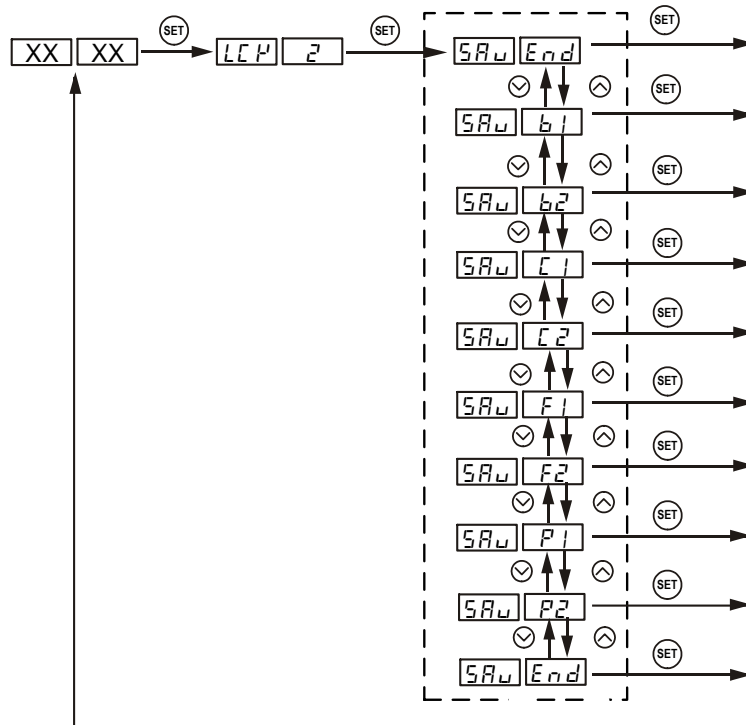 SET
XX XX SET LCK 2 SET SAu End
SET
SAu b1
SET
SAu b2
SET
SAu C1
SET
SAu C2
SET
SAu F1
SET
SAu F2
SET
SAu P1
SET
SAu P2
SET
SAu End